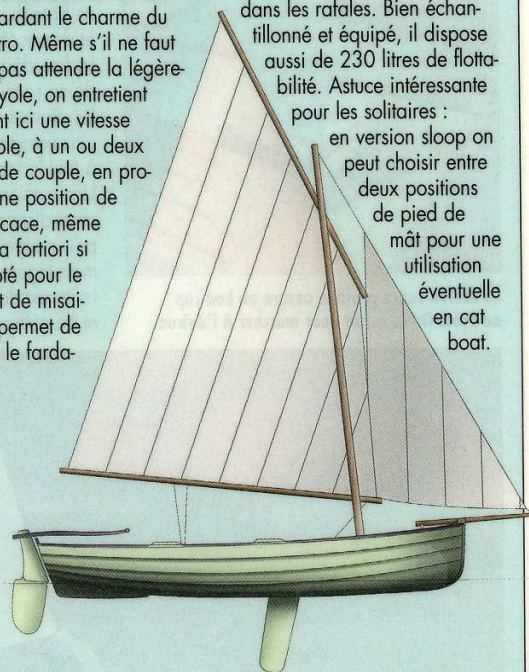 ardant le charme du
tro. Même s'il ne faut
pas attendre la légère-
yole, on entretient
nt ici une vitesse
ble, à un ou deux
de couple, en pro-
ne position de
cace, même
a fortiori si
oté pour le
t de misai-
permet de
le farda-
dans les rafales. Bien échan-
tillonné et équipé, il dispose
aussi de 230 litres de flotta-
bilité. Astuce intéressante
pour les solitaires :
en version sloop on
peut choisir entre
deux positions
de pied de
mât pour une
utilisation
éventuelle
en cat
boat.